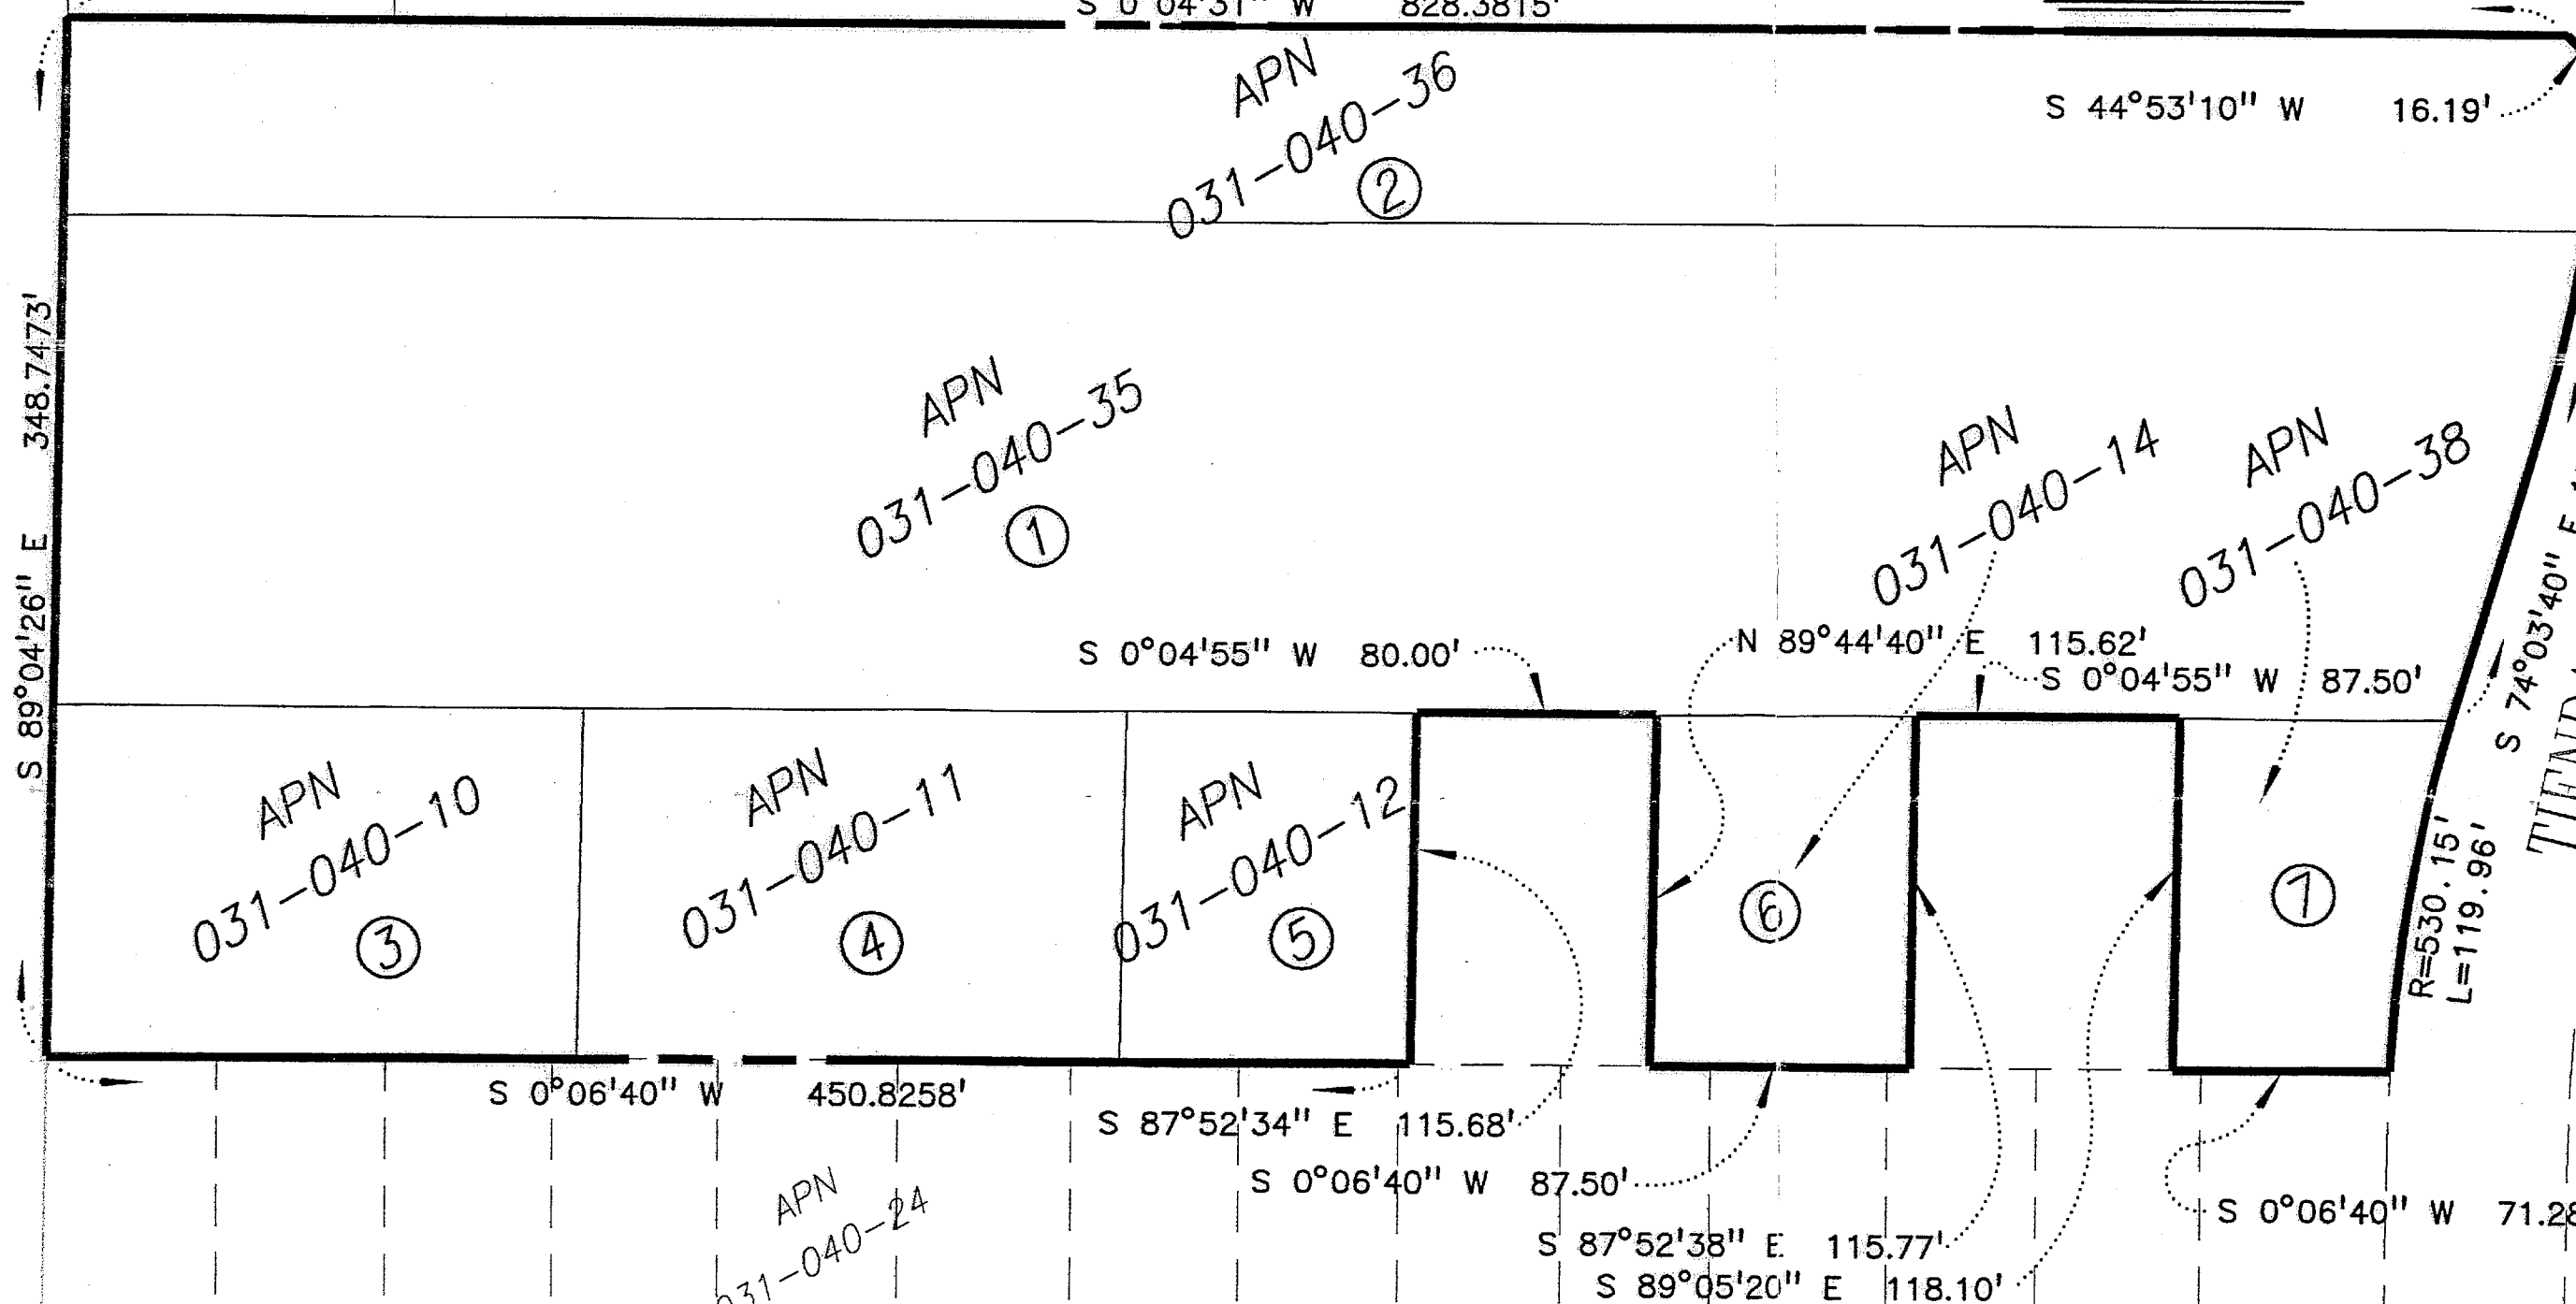 S 0°04'31" W 828.3815'
APN
031-040-36
②
S 44°53'10" W 16.19'
S 89°04'26" E 348.7473'
APN
031-040-35
①
APN
031-040-14
APN
031-040-38
S 0°04'55" W 80.00'
N 89°44'40" E 115.62'
S 0°04'55" W 87.50'
S 74°03'40" E
APN
031-040-10
③
APN
031-040-11
④
APN
031-040-12
⑤
⑥
⑦
R=530.15'
L=119.96'
S 0°06'40" W 450.8258'
S 87°52'34" E 115.68'
S 0°06'40" W 87.50'
S 0°06'40" W 71.28
S 87°52'38" E 115.77'
S 89°05'20" E 118.10'
APN
031-040-24